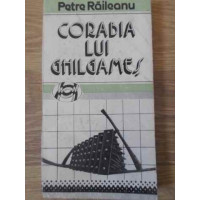 Petre Răileanu
CORABIA
LUI
GHILGAMEȘ